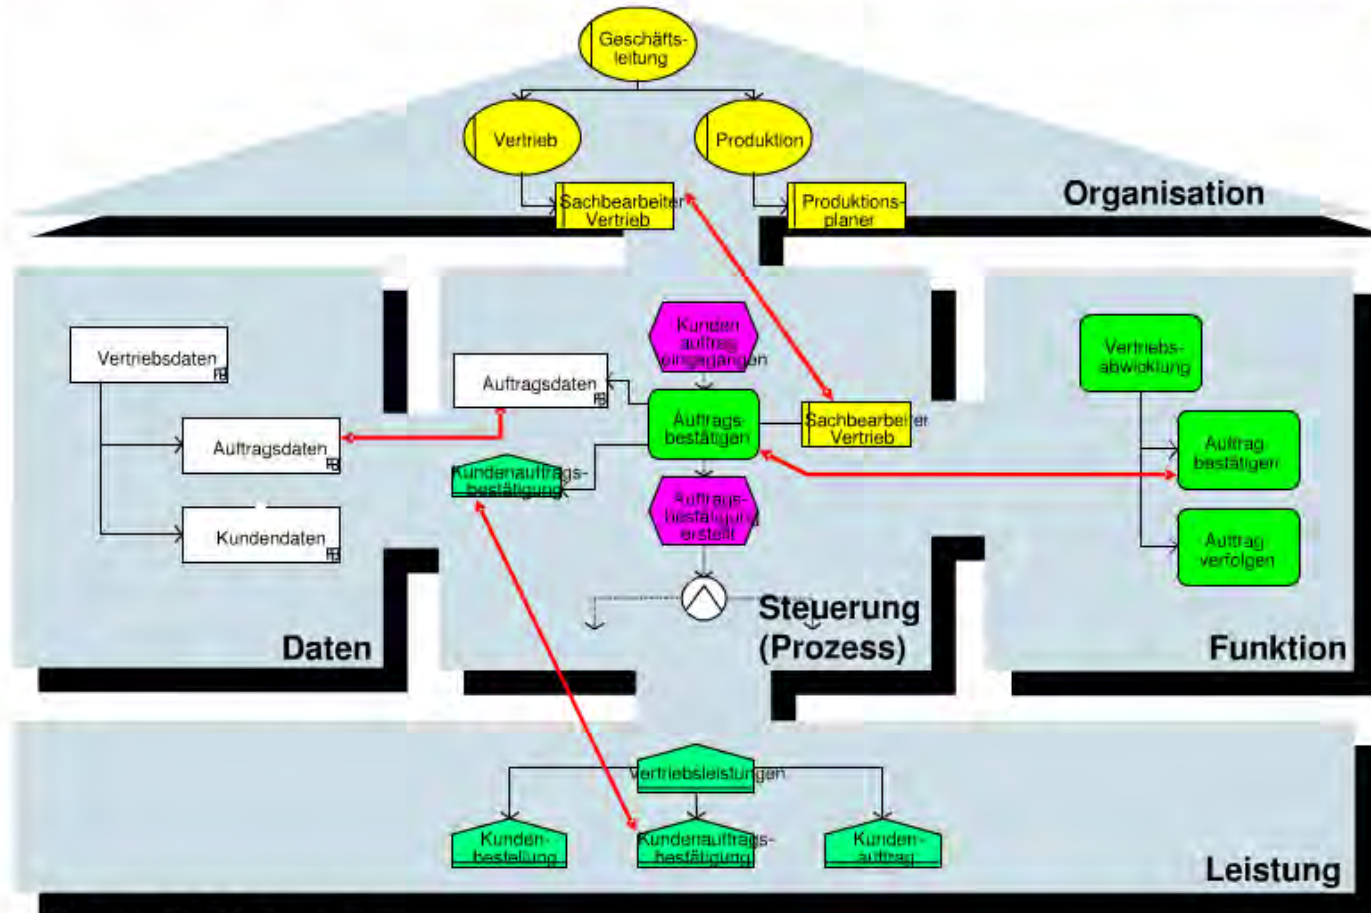 Geschäfts-
leitung
Vertrieb
Produktion
Sachbearbeiter
Vertrieb
Produktions-
planer
Organisation
Vertriebsdaten
Auftragsdaten
Kundendaten
Daten
Kunden
auftrag
eingegangen
Auftragsdaten
Auftrags-
bestätigen
Sachbearbeiter
Vertrieb
Kundenauftrags-
bestätigung
Auftrags-
bestätigung
erstellt
Steuerung
(Prozess)
Vertriebs-
abwicklung
Auftrag
bestätigen
Auftrag
verfolgen
Funktion
Vertriebsleistungen
Kunden-
bestellung
Kundenauftrags-
bestätigung
Kunden-
auftrag
Leistung